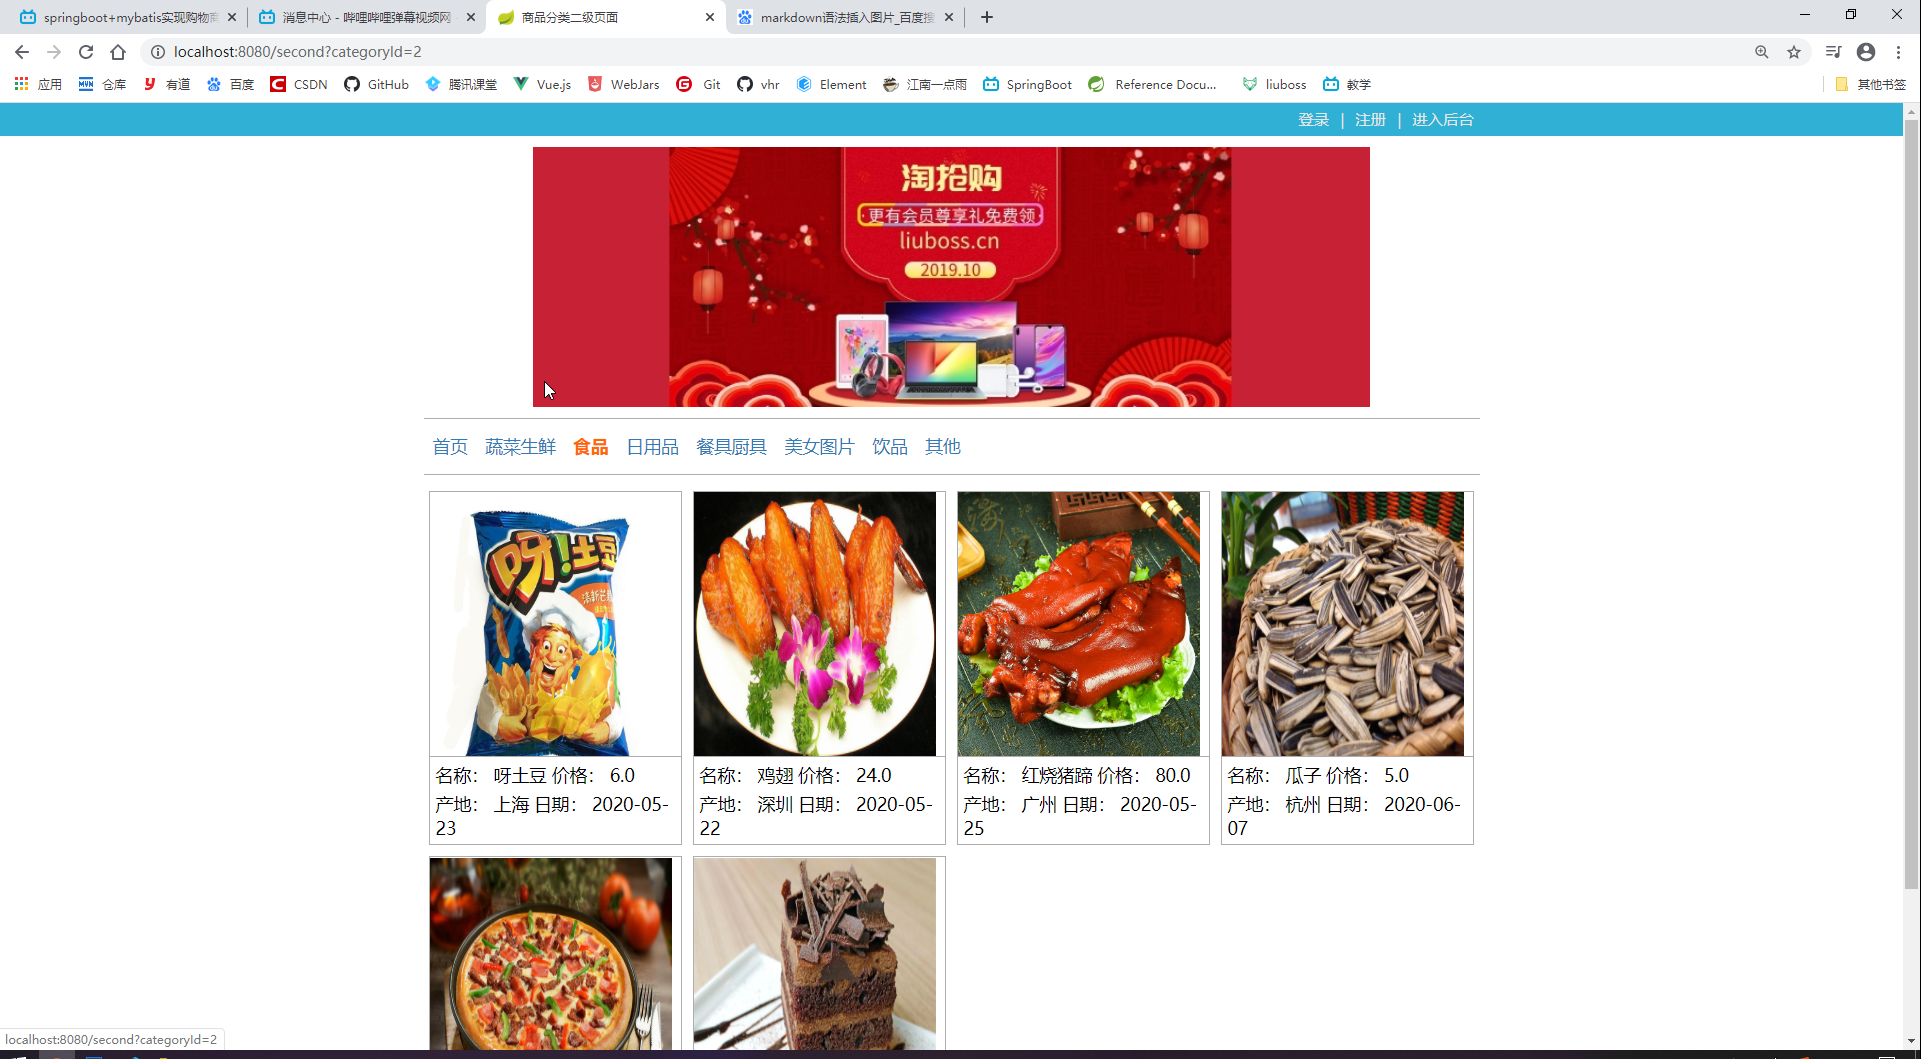 springboot+mybatis实现购物商
消息中心 - 哔哩哔哩弹幕视频网
商品分类二级页面
markdown语法插入图片_百度搜
localhost:8080/second?categoryId=2
应用 仓库 有道 百度 CSDN GitHub 腾讯课堂 Vue.js WebJars Git vhr Element 江南一点雨 SpringBoot Reference Docu... liuboss 教学 其他书签
登录 | 注册 | 进入后台
淘抢购
更有会员尊享礼免费领
liuboss.cn
2019.10
首页 蔬菜生鲜 食品 日用品 餐具厨具 美女图片 饮品 其他
呀!土豆
名称: 呀土豆 价格: 6.0
产地: 上海 日期: 2020-05-
23
名称: 鸡翅 价格: 24.0
产地: 深圳 日期: 2020-05-
22
名称: 红烧猪蹄 价格: 80.0
产地: 广州 日期: 2020-05-
25
名称: 瓜子 价格: 5.0
产地: 杭州 日期: 2020-06-
07
localhost:8080/second?categoryId=2